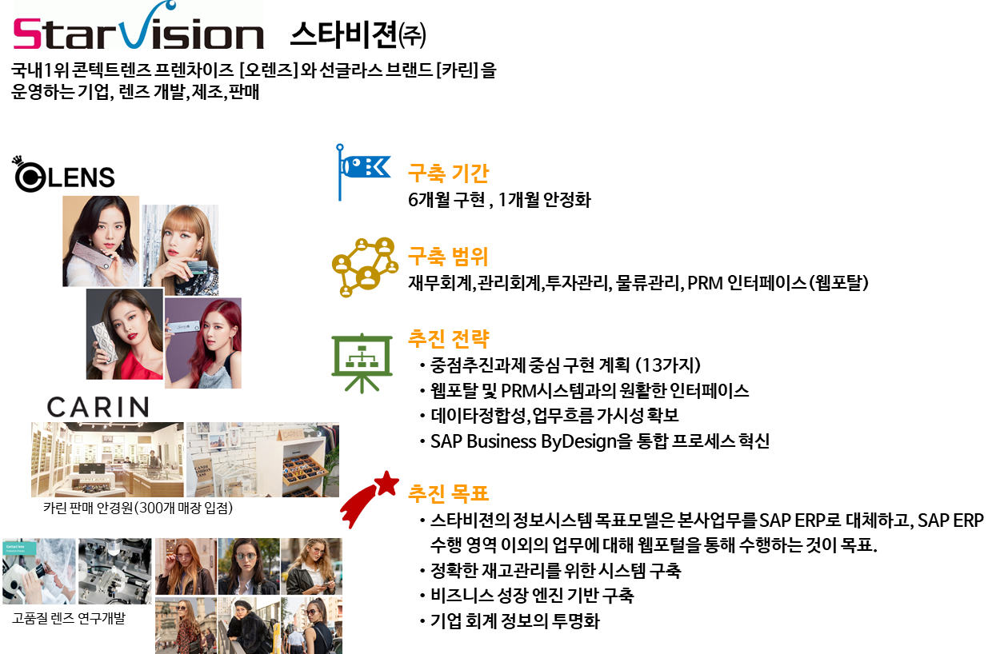 StarVision 스타비젼㈜
국내1위 콘텍트렌즈 프렌차이즈 [오렌즈]와 선글라스 브랜드 [카린]을
운영하는 기업, 렌즈 개발,제조,판매
OLENS
구축 기간
6개월 구현 , 1개월 안정화
구축 범위
재무회계,관리회계,투자관리, 물류관리, PRM 인터페이스(웹포탈)
추진 전략
• 중점추진과제 중심 구현 계획 (13가지)
• 웹포탈 및 PRM시스템과의 원활한 인터페이스
• 데이타정합성,업무흐름 가시성 확보
• SAP Business ByDesign을 통합 프로세스 혁신
CARIN
CARIN
카린 판매 안경원(300개 매장 입점)
추진 목표
• 스타비젼의 정보시스템 목표모델은 본사업무를 SAP ERP로 대체하고, SAP ERP
수행 영역 이외의 업무에 대해 웹포털을 통해 수행하는 것이 목표.
• 정확한 재고관리를 위한 시스템 구축
• 비즈니스 성장 엔진 기반 구축
• 기업 회계 정보의 투명화
Contact lens
고품질 렌즈 연구개발